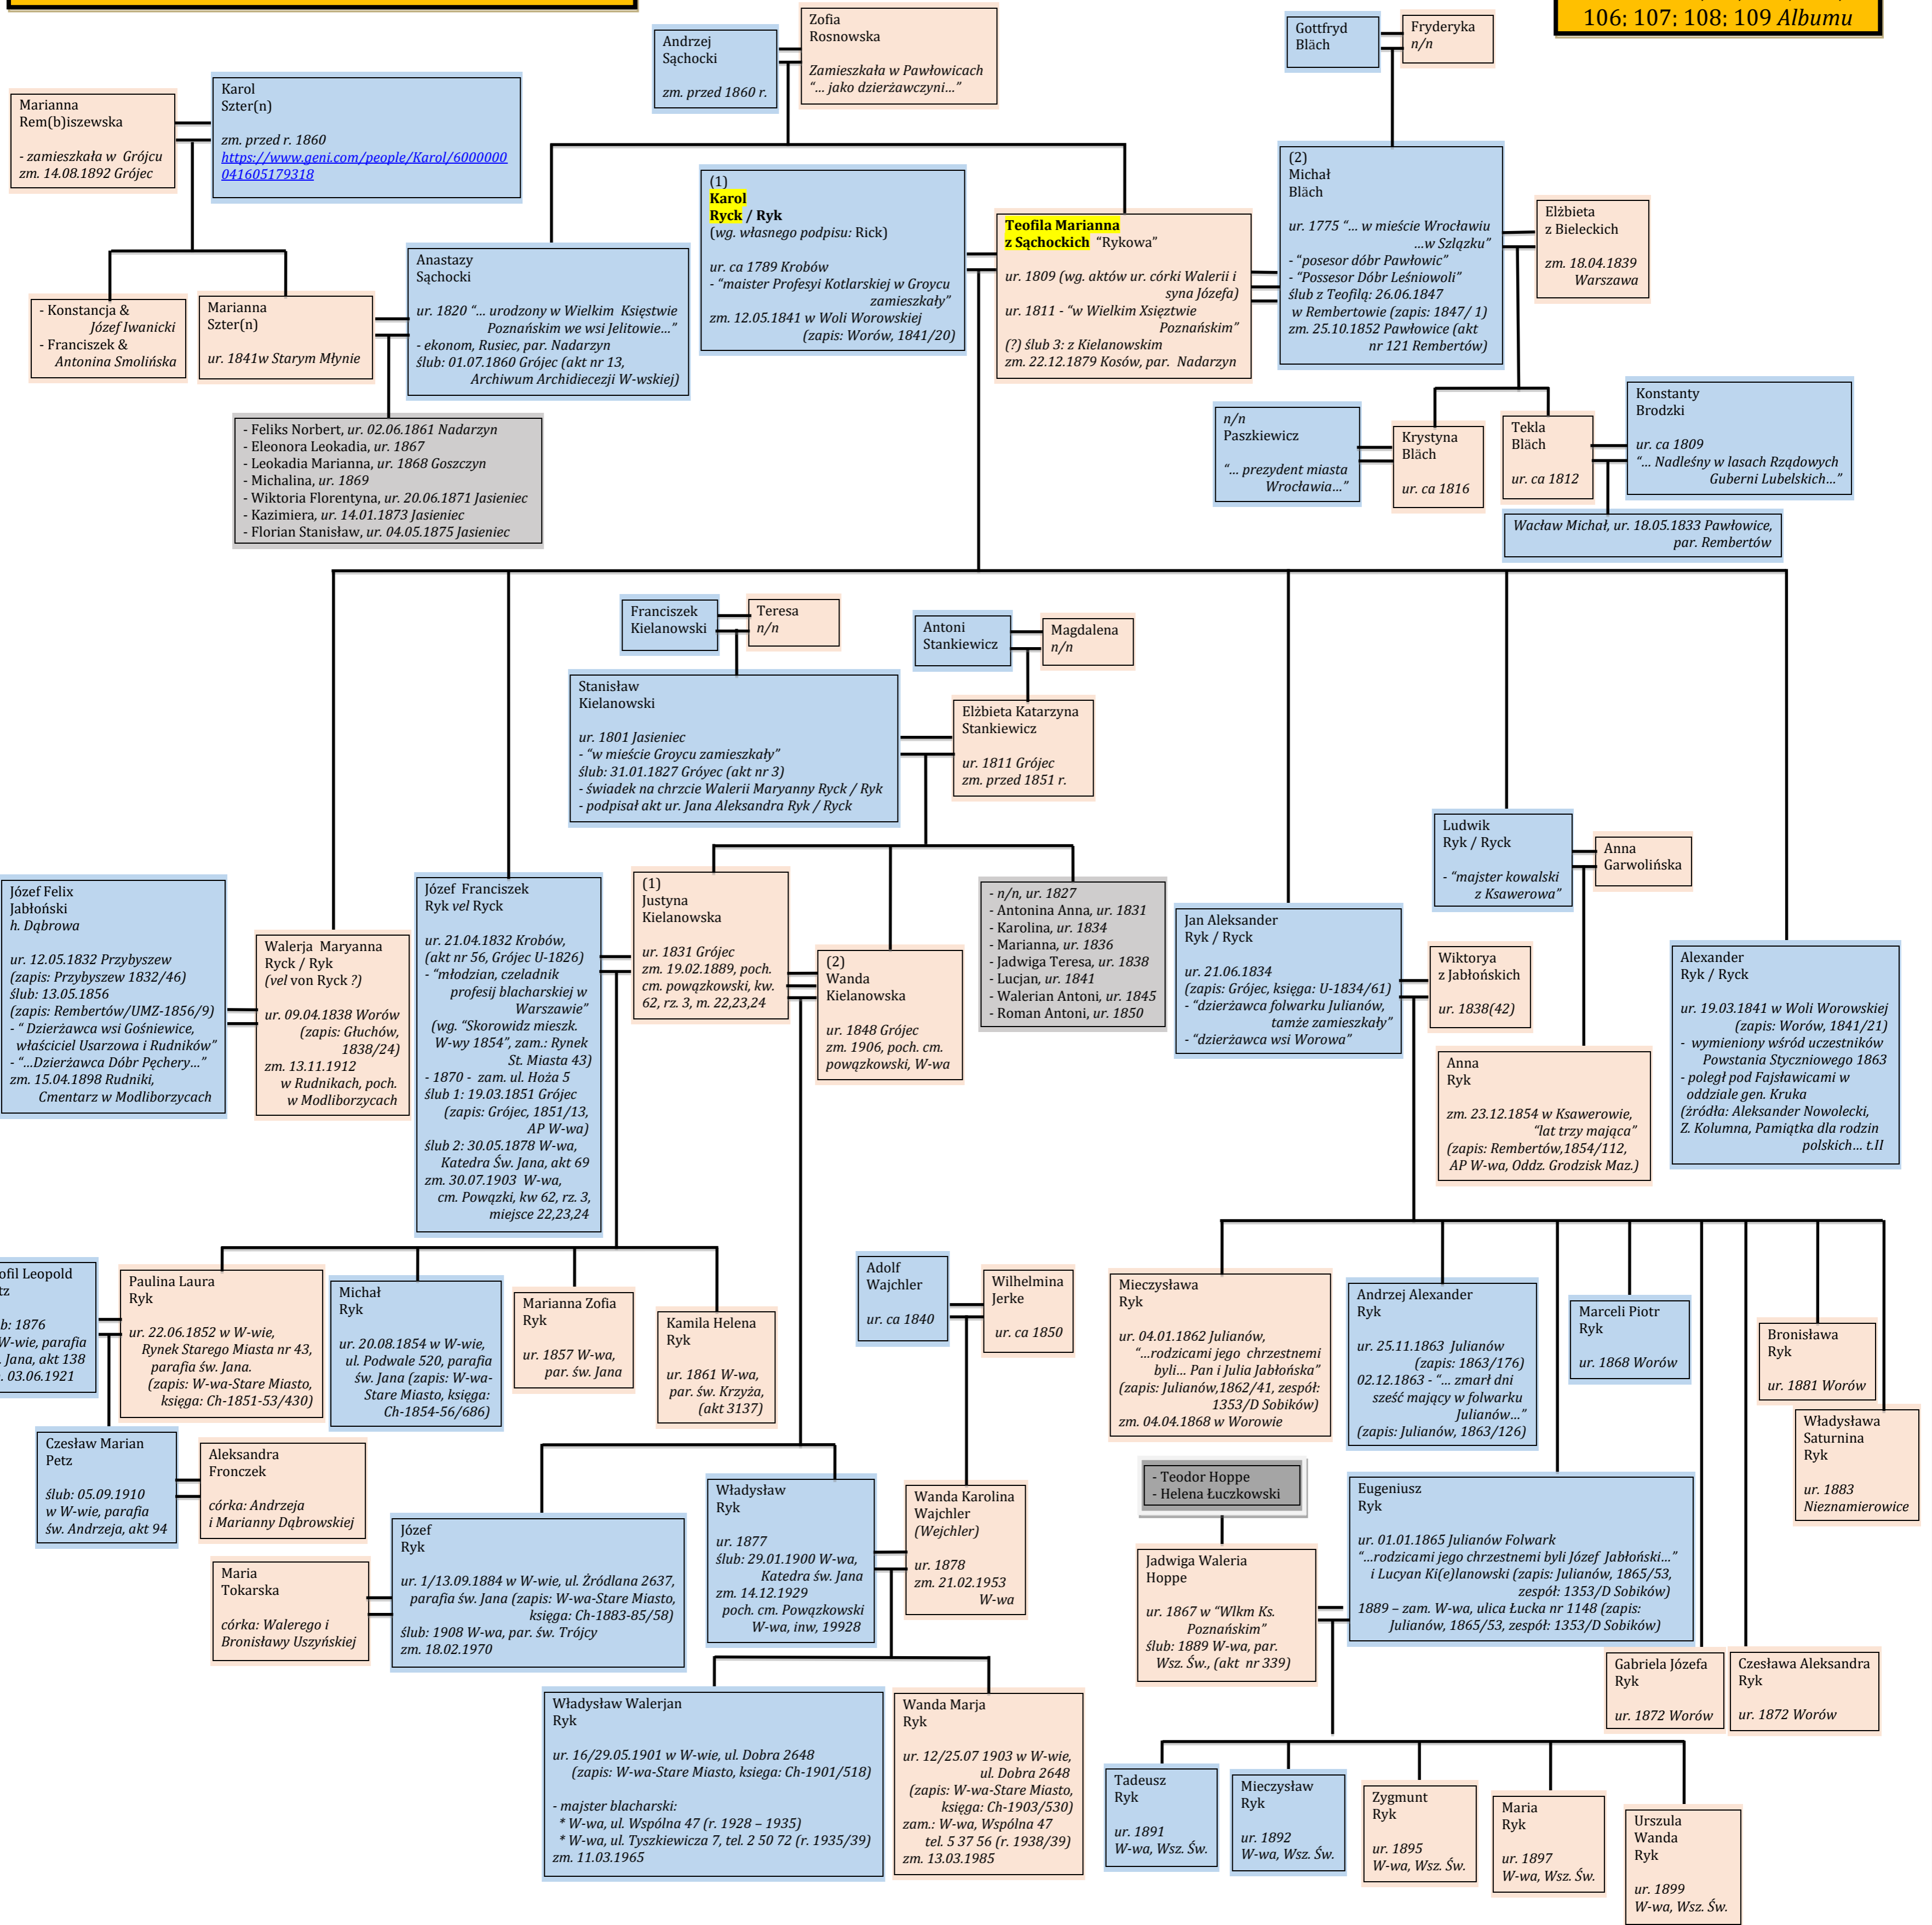 106: 107: 108: 109 Albumu
Andrzej
Sąchocki
zm. przed 1860 r.
Zofia
Rosnowska
Zamieszkała w Pawłowicach
“... jako dzierżawczyni...”
Gottfryd
Bläch
Fryderyka
n/n
Marianna
Rem(b)iszewska
- zamieszkała w Grójcu
zm. 14.08.1892 Grójec
Karol
Szter(n)
zm. przed r. 1860
https://www.geni.com/people/Karol/6000000
041605179318
- Konstancja &
Józef Iwanicki
- Franciszek &
Antonina Smolińska
Marianna
Szter(n)
ur. 1841w Starym Młynie
Anastazy
Sąchocki
ur. 1820 “... urodzony w Wielkim Księstwie
Poznańskim we wsi Jelitowie...”
- ekonom, Rusiec, par. Nadarzyn
ślub: 01.07.1860 Grójec (akt nr 13,
Archiwum Archidiecezji W-wskiej)
(1)
Karol
Ryck / Ryk
(wg. własnego podpisu: Rick)
ur. ca 1789 Krobów
- “maister Profesyi Kotlarskiej w Groycu
zamieszkały”
zm. 12.05.1841 w Woli Worowskiej
(zapis: Worów, 1841/20)
Teofila Marianna
z Sąchockich “Rykowa”
ur. 1809 (wg. aktów ur. córki Walerii i
syna Józefa)
ur. 1811 - “w Wielkim Xsięztwie
Poznańskim”
(?) ślub 3: z Kielanowskim
zm. 22.12.1879 Kosów, par. Nadarzyn
(2)
Michał
Bläch
ur. 1775 “... w mieście Wrocławiu
...w Szlązku”
- “posesor dóbr Pawłowic”
- “Possesor Dóbr Leśniowoli”
ślub z Teofilą: 26.06.1847
w Rembertowie (zapis: 1847/ 1)
zm. 25.10.1852 Pawłowice (akt
nr 121 Rembertów)
Elżbieta
z Bieleckich
zm. 18.04.1839
Warszawa
- Feliks Norbert, ur. 02.06.1861 Nadarzyn
- Eleonora Leokadia, ur. 1867
- Leokadia Marianna, ur. 1868 Goszczyn
- Michalina, ur. 1869
- Wiktoria Florentyna, ur. 20.06.1871 Jasieniec
- Kazimiera, ur. 14.01.1873 Jasieniec
- Florian Stanisław, ur. 04.05.1875 Jasieniec
n/n
Paszkiewicz
“... prezydent miasta
Wrocławia...”
Krystyna
Bläch
ur. ca 1816
Tekla
Bläch
ur. ca 1812
Konstanty
Brodzki
ur. ca 1809
“... Nadleśny w lasach Rządowych
Guberni Lubelskich...”
Wacław Michał, ur. 18.05.1833 Pawłowice,
par. Rembertów
Franciszek
Kielanowski
Teresa
n/n
Antoni
Stankiewicz
Magdalena
n/n
Stanisław
Kielanowski
ur. 1801 Jasieniec
- “w mieście Groycu zamieszkały”
ślub: 31.01.1827 Gróyec (akt nr 3)
- świadek na chrzcie Walerii Maryanny Ryck / Ryk
- podpisał akt ur. Jana Aleksandra Ryk / Ryck
Elżbieta Katarzyna
Stankiewicz
ur. 1811 Grójec
zm. przed 1851 r.
Józef Felix
Jabłoński
h. Dąbrowa
ur. 12.05.1832 Przybyszew
(zapis: Przybyszew 1832/46)
ślub: 13.05.1856
(zapis: Rembertów/UMZ-1856/9)
- “ Dzierżawca wsi Gośniewice,
właściciel Usarzowa i Rudników”
- “...Dzierżawca Dóbr Pęchery...”
zm. 15.04.1898 Rudniki,
Cmentarz w Modliborzycach
Walerja Maryanna
Ryck / Ryk
(vel von Ryck ?)
ur. 09.04.1838 Worów
(zapis: Głuchów,
1838/24)
zm. 13.11.1912
w Rudnikach, poch.
w Modliborzycach
Józef Franciszek
Ryk vel Ryck
ur. 21.04.1832 Krobów,
(akt nr 56, Grójec U-1826)
- “młodzian, czeladnik
profesij blacharskiej w
Warszawie”
(wg. “Skorowidz mieszk.
W-wy 1854”, zam.: Rynek
St. Miasta 43)
- 1870 - zam. ul. Hoża 5
ślub 1: 19.03.1851 Grójec
(zapis: Grójec, 1851/13,
AP W-wa)
ślub 2: 30.05.1878 W-wa,
Katedra Św. Jana, akt 69
zm. 30.07.1903 W-wa,
cm. Powązki, kw 62, rz. 3,
miejsce 22,23,24
(1)
Justyna
Kielanowska
ur. 1831 Grójec
zm. 19.02.1889, poch.
cm. powązkowski, kw.
62, rz. 3, m. 22,23,24
(2)
Wanda
Kielanowska
ur. 1848 Grójec
zm. 1906, poch. cm.
powązkowski, W-wa
- n/n, ur. 1827
- Antonina Anna, ur. 1831
- Karolina, ur. 1834
- Marianna, ur. 1836
- Jadwiga Teresa, ur. 1838
- Lucjan, ur. 1841
- Walerian Antoni, ur. 1845
- Roman Antoni, ur. 1850
Jan Aleksander
Ryk / Ryck
ur. 21.06.1834
(zapis: Grójec, księga: U-1834/61)
- “dzierżawca folwarku Julianów,
tamże zamieszkały”
- “dzierżawca wsi Worowa”
Wiktorya
z Jabłońskich
ur. 1838(42)
Ludwik
Ryk / Ryck
- “majster kowalski
z Ksawerowa”
Anna
Garwolińska
Anna
Ryk
zm. 23.12.1854 w Ksawerowie,
“lat trzy mająca”
(zapis: Rembertów,1854/112,
AP W-wa, Oddz. Grodzisk Maz.)
Alexander
Ryk / Ryck
ur. 19.03.1841 w Woli Worowskiej
(zapis: Worów, 1841/21)
- wymieniony wśród uczestników
Powstania Styczniowego 1863
- poległ pod Fajsławicami w
oddziale gen. Kruka
(źródła: Aleksander Nowolecki,
Z. Kolumna, Pamiątka dla rodzin
polskich... t.II
ofil Leopold
tz
b: 1876
W-wie, parafia
. Jana, akt 138
. 03.06.1921
Paulina Laura
Ryk
ur. 22.06.1852 w W-wie,
Rynek Starego Miasta nr 43,
parafia św. Jana.
(zapis: W-wa-Stare Miasto,
księga: Ch-1851-53/430)
Michał
Ryk
ur. 20.08.1854 w W-wie,
ul. Podwale 520, parafia
św. Jana (zapis: W-wa-
Stare Miasto, księga:
Ch-1854-56/686)
Marianna Zofia
Ryk
ur. 1857 W-wa,
par. św. Jana
Kamila Helena
Ryk
ur. 1861 W-wa,
par. św. Krzyża,
(akt 3137)
Adolf
Wajchler
ur. ca 1840
Wilhelmina
Jerke
ur. ca 1850
Mieczysława
Ryk
ur. 04.01.1862 Julianów,
“...rodzicami jego chrzestnemi
byli... Pan i Julia Jabłońska”
(zapis: Julianów,1862/41, zespół:
1353/D Sobików)
zm. 04.04.1868 w Worowie
Andrzej Alexander
Ryk
ur. 25.11.1863 Julianów
(zapis: 1863/176)
02.12.1863 - “... zmarł dni
sześć mający w folwarku
Julianów...”
(zapis: Julianów, 1863/126)
Marceli Piotr
Ryk
ur. 1868 Worów
Bronisława
Ryk
ur. 1881 Worów
Władysława
Saturnina
Ryk
ur. 1883
Nieznamierowice
Czesław Marian
Petz
ślub: 05.09.1910
w W-wie, parafia
św. Andrzeja, akt 94
Aleksandra
Fronczek
córka: Andrzeja
i Marianny Dąbrowskiej
Maria
Tokarska
córka: Walerego i
Bronisławy Uszyńskiej
Józef
Ryk
ur. 1/13.09.1884 w W-wie, ul. Żródlana 2637,
parafia św. Jana (zapis: W-wa-Stare Miasto,
księga: Ch-1883-85/58)
ślub: 1908 W-wa, par. św. Trójcy
zm. 18.02.1970
Władysław
Ryk
ur. 1877
ślub: 29.01.1900 W-wa,
Katedra św. Jana
zm. 14.12.1929
poch. cm. Powązkowski
W-wa, inw, 19928
Wanda Karolina
Wajchler
(Wejchler)
ur. 1878
zm. 21.02.1953
W-wa
- Teodor Hoppe
- Helena Łuczkowski
Jadwiga Waleria
Hoppe
ur. 1867 w “Wlkm Ks.
Poznańskim”
ślub: 1889 W-wa, par.
Wsz. Św., (akt nr 339)
Eugeniusz
Ryk
ur. 01.01.1865 Julianów Folwark
“...rodzicami jego chrzestnemi byli Józef Jabłoński...”
i Lucyan Ki(e)lanowski (zapis: Julianów, 1865/53,
zespół: 1353/D Sobików)
1889 – zam. W-wa, ulica Łucka nr 1148 (zapis:
Julianów, 1865/53, zespół: 1353/D Sobików)
Gabriela Józefa
Ryk
ur. 1872 Worów
Czesława Aleksandra
Ryk
ur. 1872 Worów
Władysław Walerjan
Ryk
ur. 16/29.05.1901 w W-wie, ul. Dobra 2648
(zapis: W-wa-Stare Miasto, księga: Ch-1901/518)
- majster blacharski:
* W-wa, ul. Wspólna 47 (r. 1928 – 1935)
* W-wa, ul. Tyszkiewicza 7, tel. 2 50 72 (r. 1935/39)
zm. 11.03.1965
Wanda Marja
Ryk
ur. 12/25.07 1903 w W-wie,
ul. Dobra 2648
(zapis: W-wa-Stare Miasto,
księga: Ch-1903/530)
zam.: W-wa, Wspólna 47
tel. 5 37 56 (r. 1938/39)
zm. 13.03.1985
Tadeusz
Ryk
ur. 1891
W-wa, Wsz. Św.
Mieczysław
Ryk
ur. 1892
W-wa, Wsz. Św.
Zygmunt
Ryk
ur. 1895
W-wa, Wsz. Św.
Maria
Ryk
ur. 1897
W-wa, Wsz. Św.
Urszula
Wanda
Ryk
ur. 1899
W-wa, Wsz. Św.